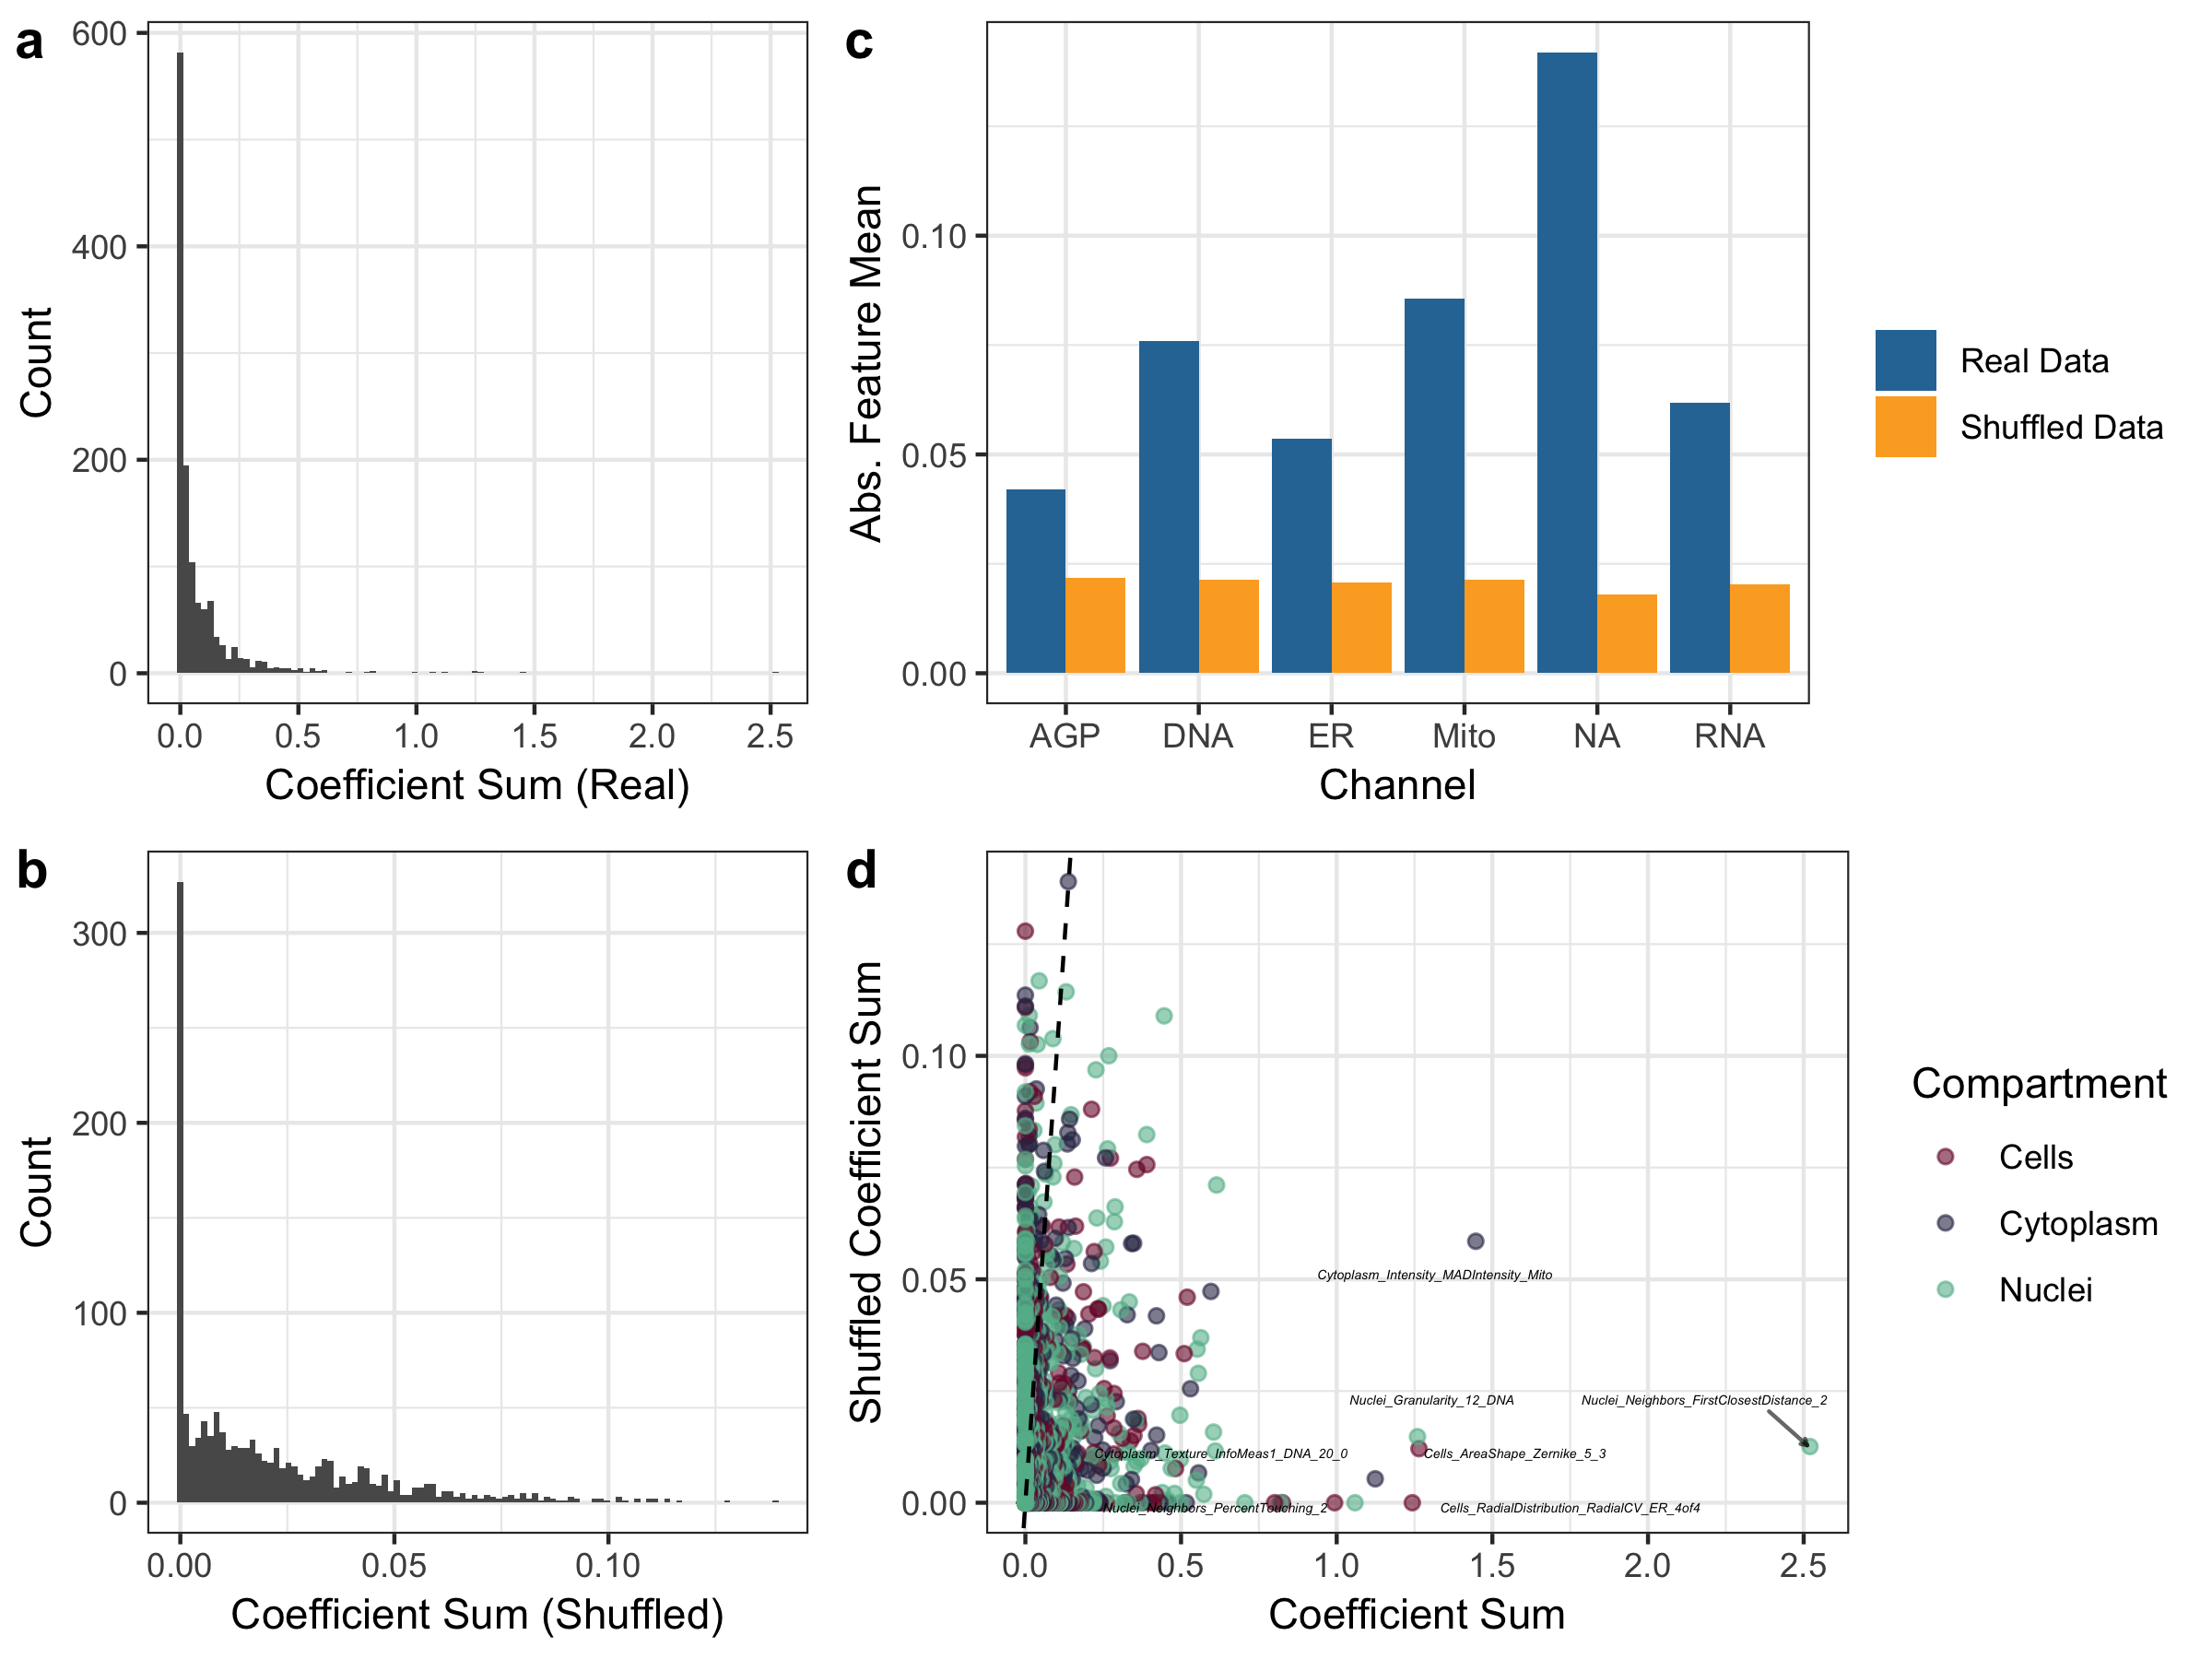 a
600
400
200
0
Count
0.0 0.5 1.0 1.5 2.0 2.5
Coefficient Sum (Real)
c
0.10
0.05
0.00
Abs. Feature Mean
AGP DNA ER Mito NA RNA
Channel
Real Data
Shuffled Data
b
300
200
100
0
Count
0.00 0.05 0.10
Coefficient Sum (Shuffled)
d
0.10
0.05
0.00
Shuffled Coefficient Sum
Cytoplasm_Intensity_MADIntensity_Mito
Nuclei_Granularity_12_DNA
Nuclei_Neighbors_FirstClosestDistance_2
Cytoplasm_Texture_InfoMeas1_DNA_20_0
Cells_AreaShape_Zernike_5_3
Nuclei_Neighbors_PercentTouching_2
Cells_RadialDistribution_RadialCV_ER_4of4
0.0 0.5 1.0 1.5 2.0 2.5
Coefficient Sum
Compartment
Cells
Cytoplasm
Nuclei